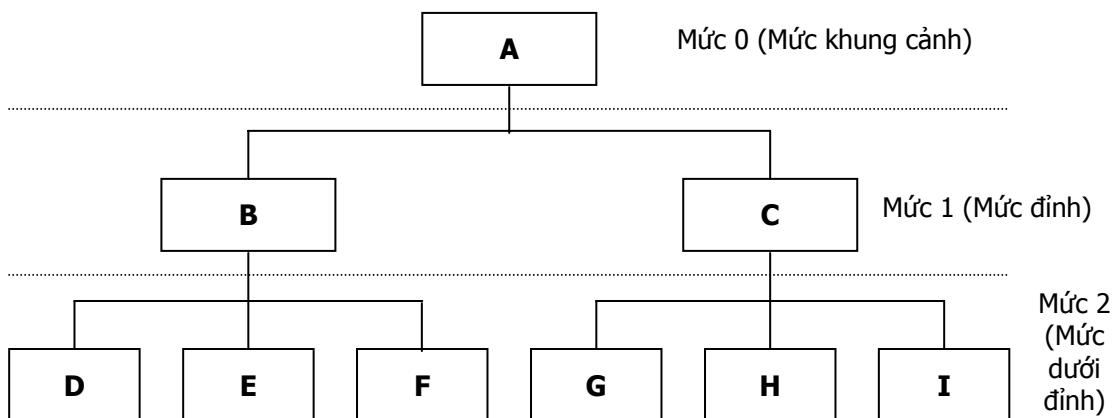 A
Mức 0 (Mức khung cảnh)
B
C
Mức 1 (Mức đỉnh)
Mức 2
(Mức
dưới
đỉnh)
D
E
F
G
H
I